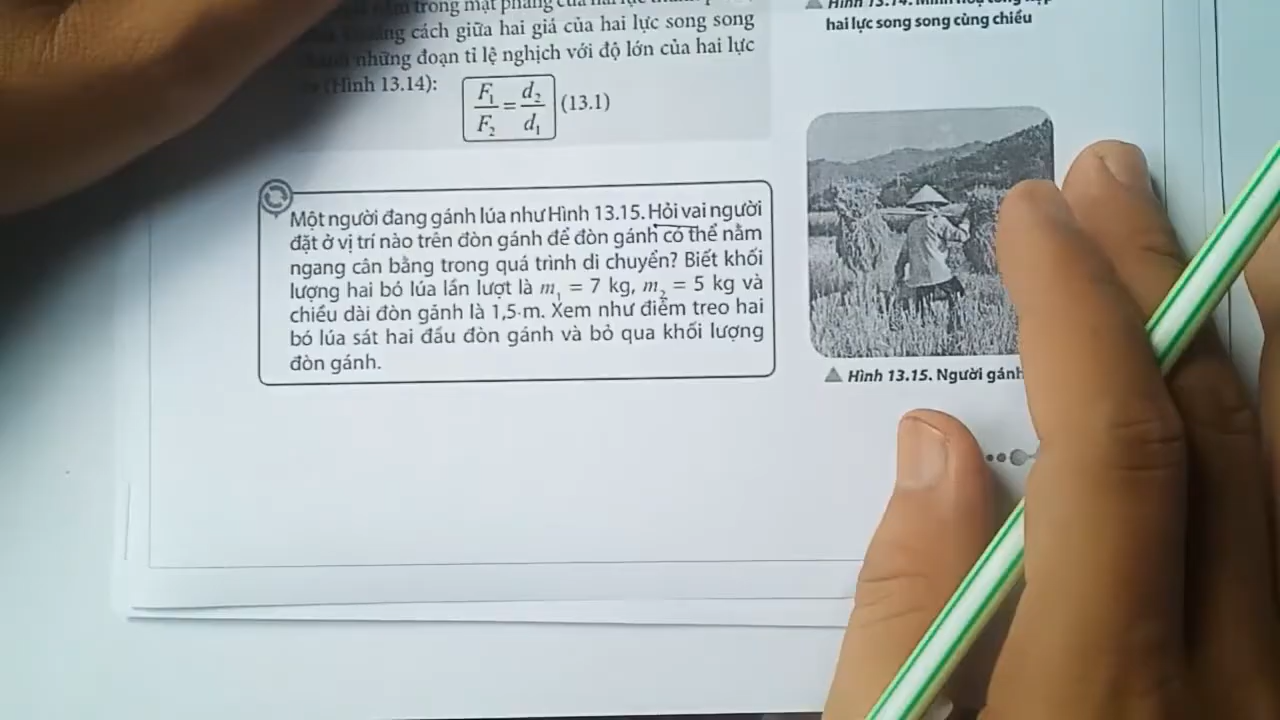 trong mặt phẳng của hai lực
cách giữa hai giá của hai lực song song
những đoạn tỉ lệ nghịch với độ lớn của hai lực
(Hình 13.14):
F₁/F₂ = d₂/d₁ (13.1)
hai lực song song cùng chiều
Một người đang gánh lúa như Hình 13.15. Hỏi vai người
đặt ở vị trí nào trên đòn gánh để đòn gánh có thể nằm
ngang cân bằng trong quá trình di chuyển? Biết khối
lượng hai bó lúa lần lượt là m₁ = 7 kg, m₂ = 5 kg và
chiều dài đòn gánh là 1,5 m. Xem như điểm treo hai
bó lúa sát hai đầu đòn gánh và bỏ qua khối lượng
đòn gánh.
Hình 13.15. Người gánh